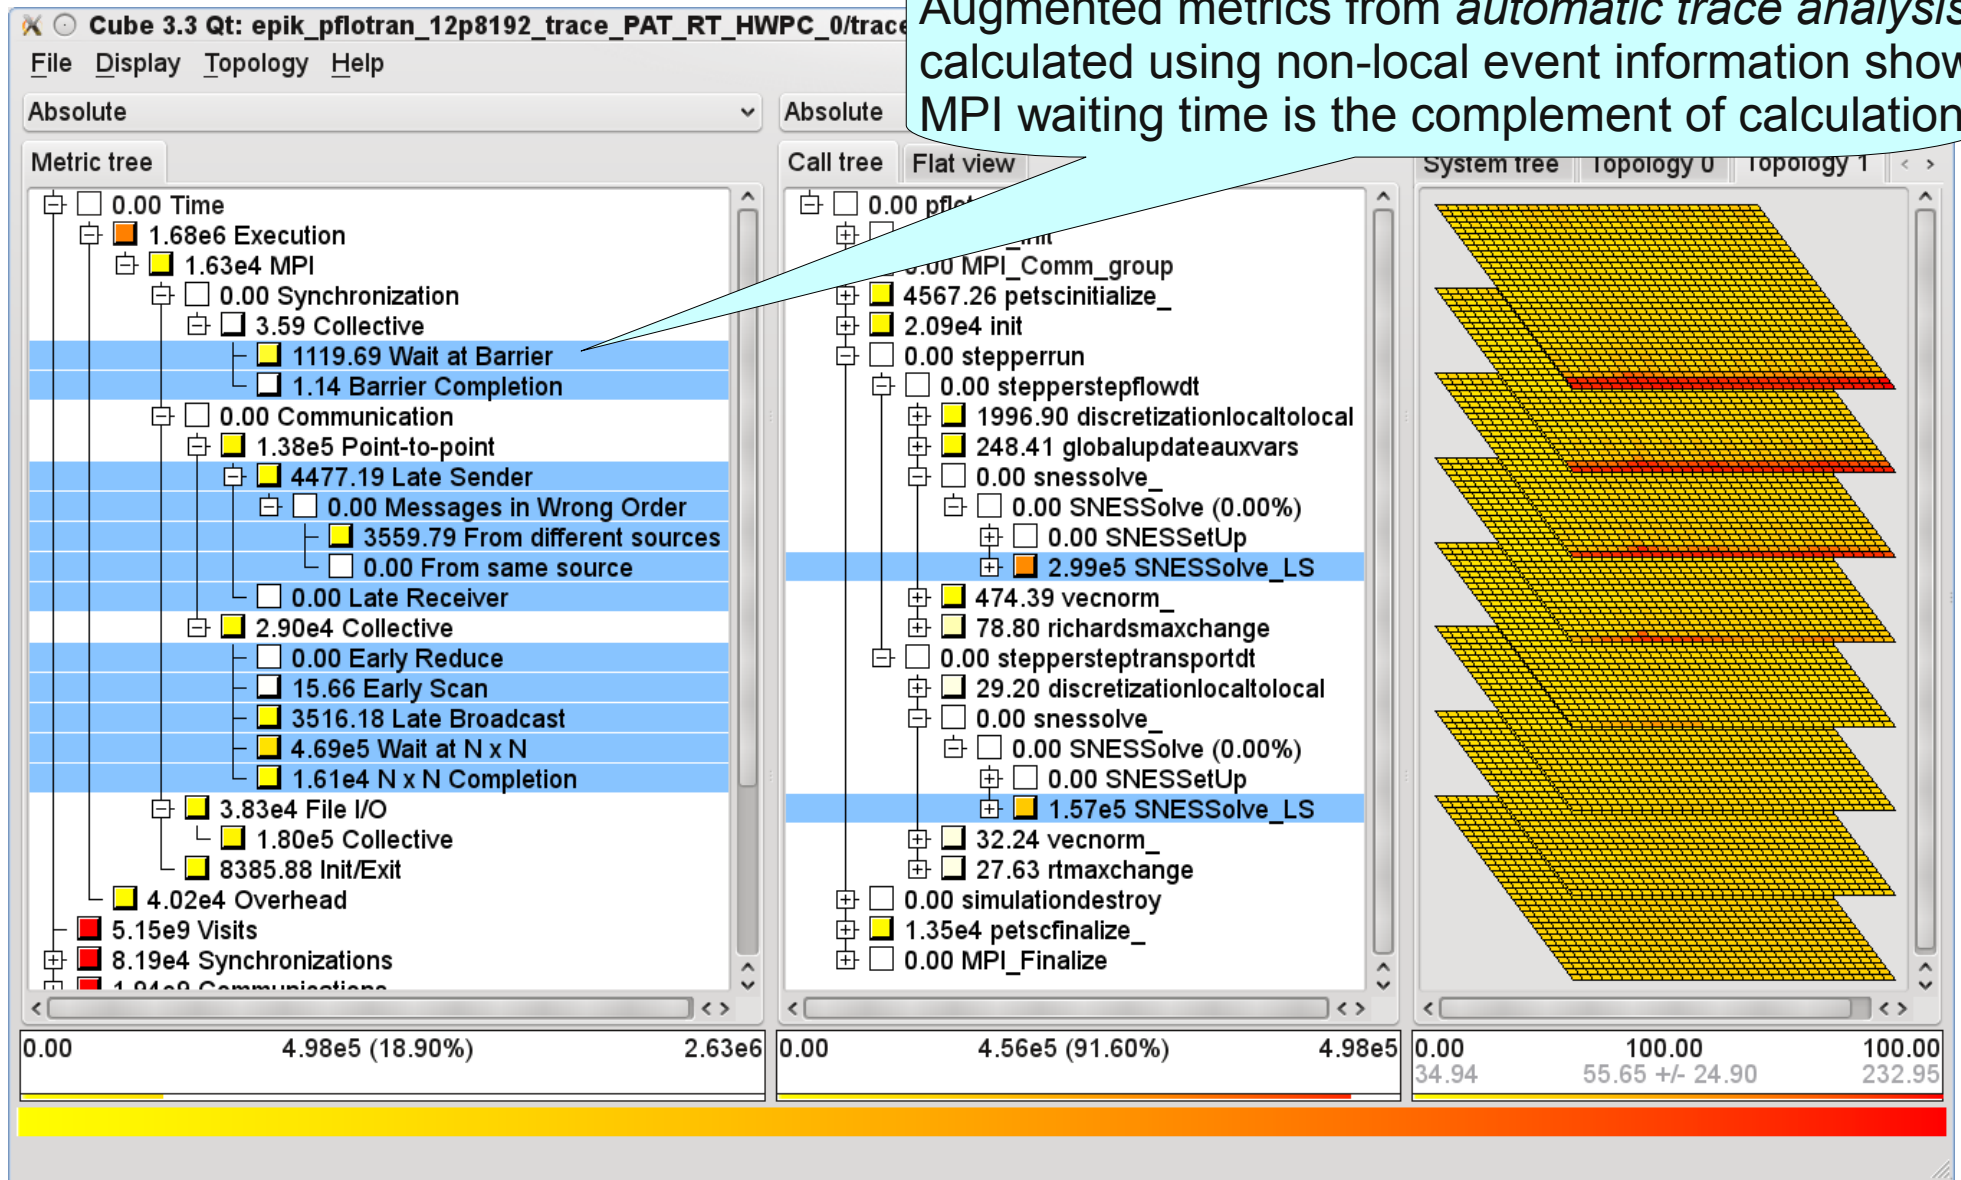 Cube 3.3 Qt: epik_pflotran_12p8192_trace_PAT_RT_HWPC_0/trace
Augmented metrics from automatic trace analysis
calculated using non-local event information show
MPI waiting time is the complement of calculation
File Display Topology Help
Absolute
Absolute
Metric tree
0.00 Time
1.68e6 Execution
1.63e4 MPI
0.00 Synchronization
3.59 Collective
1119.69 Wait at Barrier
1.14 Barrier Completion
0.00 Communication
1.38e5 Point-to-point
4477.19 Late Sender
0.00 Messages in Wrong Order
3559.79 From different sources
0.00 From same source
0.00 Late Receiver
2.90e4 Collective
0.00 Early Reduce
15.66 Early Scan
3516.18 Late Broadcast
4.69e5 Wait at N x N
1.61e4 N x N Completion
3.83e4 File I/O
1.80e5 Collective
8385.88 Init/Exit
4.02e4 Overhead
5.15e9 Visits
8.19e4 Synchronizations
1.94e9 Communications
0.00 4.98e5 (18.90%) 2.63e6
Call tree Flat view
0.00
0.00 MPI_Comm_group
4567.26 petscinitialize_
2.09e4 init
0.00 stepperrun
0.00 stepperstepflowdt
1996.90 discretizationlocaltolocal
248.41 globalupdateauxvars
0.00 snessolve_
0.00 SNESSolve (0.00%)
0.00 SNESSetUp
2.99e5 SNESSolve_LS
474.39 vecnorm_
78.80 richardsmaxchange
0.00 steppersteptransportdt
29.20 discretizationlocaltolocal
0.00 snessolve_
0.00 SNESSolve (0.00%)
0.00 SNESSetUp
1.57e5 SNESSolve_LS
32.24 vecnorm_
27.63 rtmaxchange
0.00 simulationdestroy
1.35e4 petscfinalize_
0.00 MPI_Finalize
0.00 4.56e5 (91.60%) 4.98e5
System tree Topology 0 Topology 1
0.00 100.00 100.00
34.94 55.65 +/- 24.90 232.95